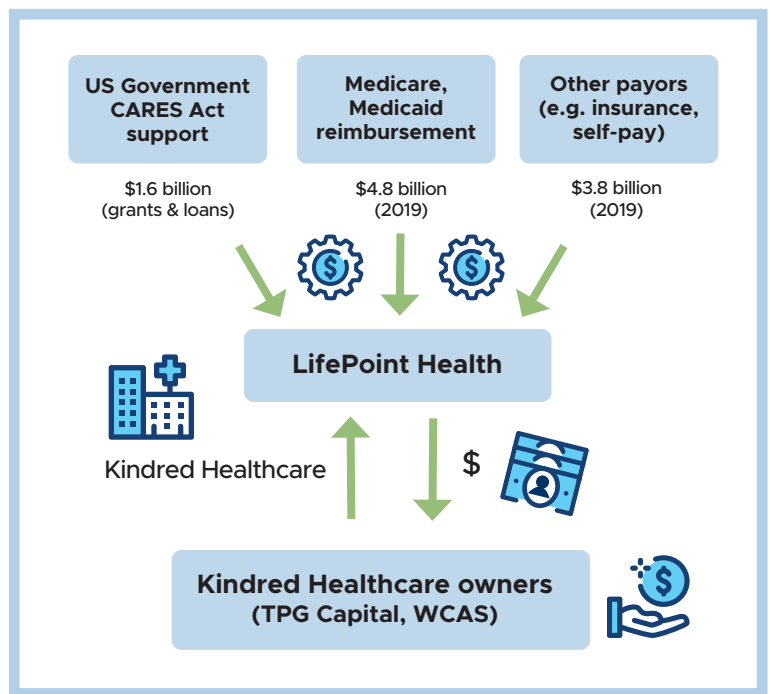 US Government
CARES Act
support
Medicare,
Medicaid
reimbursement
Other payors
(e.g. insurance,
self-pay)
$1.6 billion
(grants & loans)
$4.8 billion
(2019)
$3.8 billion
(2019)
$
$
LifePoint Health
Kindred Healthcare
$
Kindred Healthcare owners
(TPG Capital, WCAS)
$